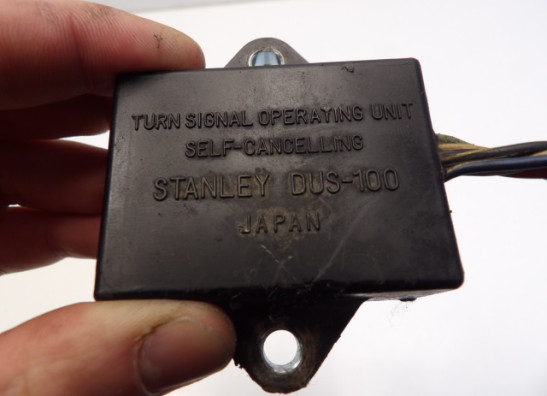 TURN SIGNAL OPERATING UNIT
SELF-CANCELLING
STANLEY DUS-100
JAPAN